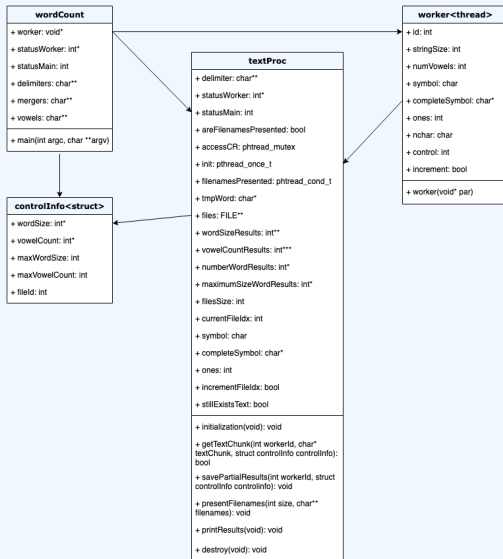 wordCount
+ worker: void*
+ statusWorker: int*
+ statusMain: int
+ delimiters: char**
+ mergers: char**
+ vowels: char**
+ main(int argc, char **argv)
controlInfo<struct>
+ wordSize: int*
+ vowelCount: int*
+ maxWordSize: int
+ maxVowelCount: int
+ fileId: int
textProc
+ delimiter: char**
+ statusWorker: int*
+ statusMain: int
+ areFilenamesPresented: bool
+ accessCR: phtread_mutex
+ init: pthread_once_t
+ filenamesPresented: phtread_cond_t
+ tmpWord: char*
+ files: FILE**
+ wordSizeResults: int**
+ vowelCountResults: int***
+ numberWordResults: int*
+ maximumSizeWordResults: int*
+ filesSize: int
+ currentFileIdx: int
+ symbol: char
+ completeSymbol: char*
+ ones: int
+ incrementFileIdx: bool
+ stillExistsText: bool
+ initialization(void): void
+ getTextChunk(int workerId, char*
textChunk, struct controlInfo controlInfo):
bool
+ savePartialResults(int workerId, struct
controlInfo controlinfo): void
+ presentFilenames(int size, char**
filenames): void
+ printResults(void): void
+ destroy(void): void
worker<thread>
+ id: int
+ stringSize: int
+ numVowels: int
+ symbol: char
+ completeSymbol: char*
+ ones: int
+ nchar: char
+ control: int
+ increment: bool
+ worker(void* par)